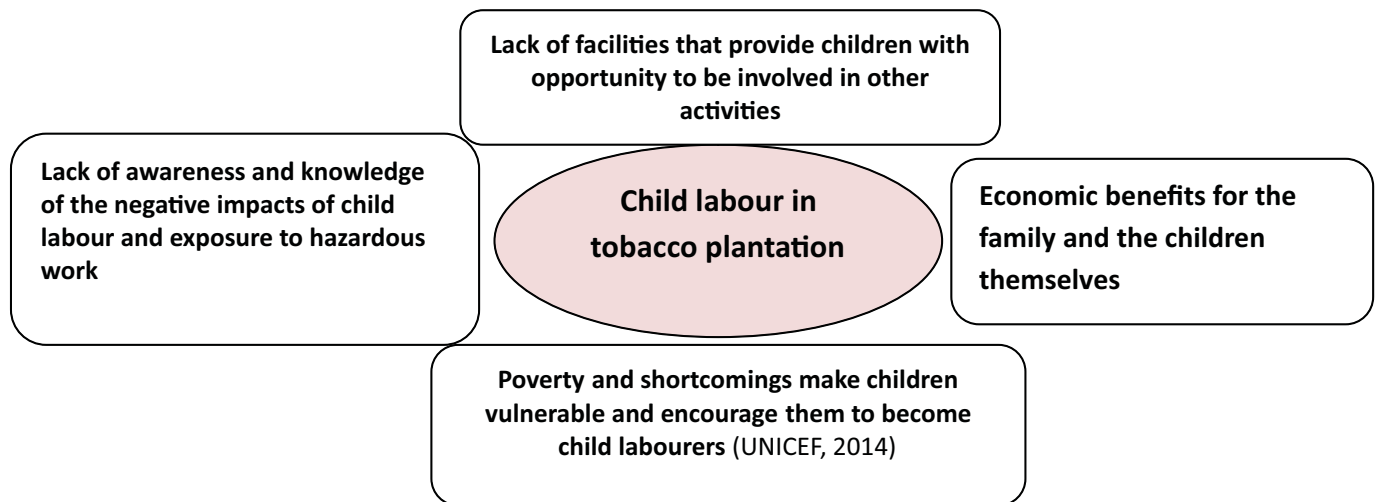 Lack of facilities that provide children with
opportunity to be involved in other
activities
Lack of awareness and knowledge
of the negative impacts of child
labour and exposure to hazardous
work
Child labour in
tobacco plantation
Economic benefits for the
family and the children
themselves
Poverty and shortcomings make children
vulnerable and encourage them to become
child labourers (UNICEF, 2014)